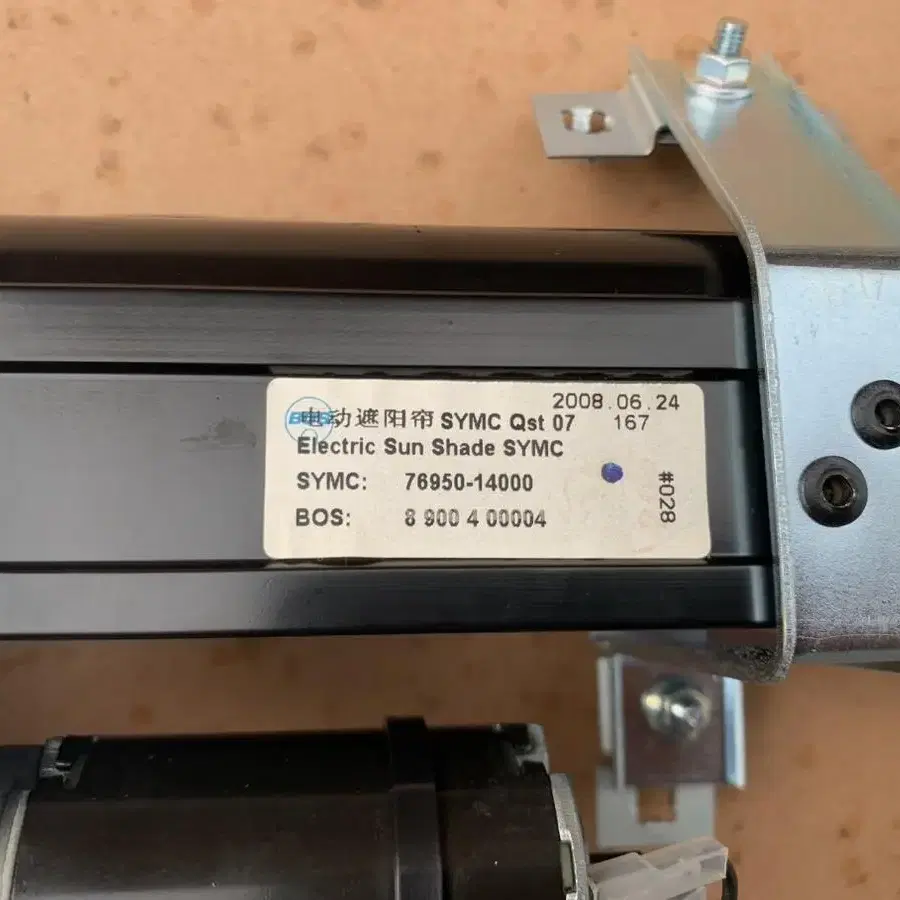 2008.06.24
电动遮阳帘 SYMC Qst 07 167
Electric Sun Shade SYMC
SYMC: 76950-14000
BOS: 8 900 4 00004
#028